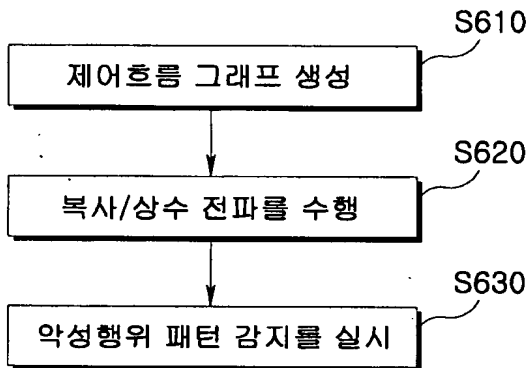 S610
제어흐름 그래프 생성
S620
복사/상수 전파를 수행
S630
악성행위 패턴 감지를 실시